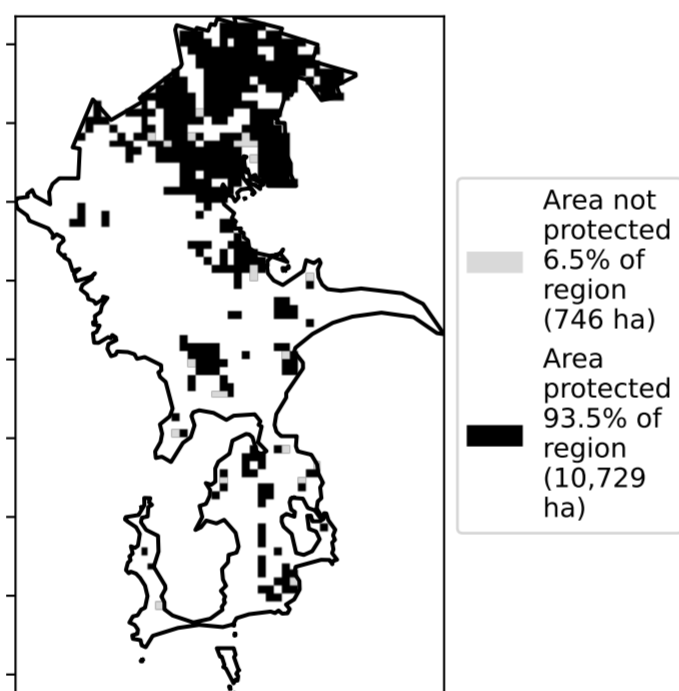 Area not
protected
6.5% of
region
(746 ha)
Area
protected
93.5% of
region
(10,729
ha)